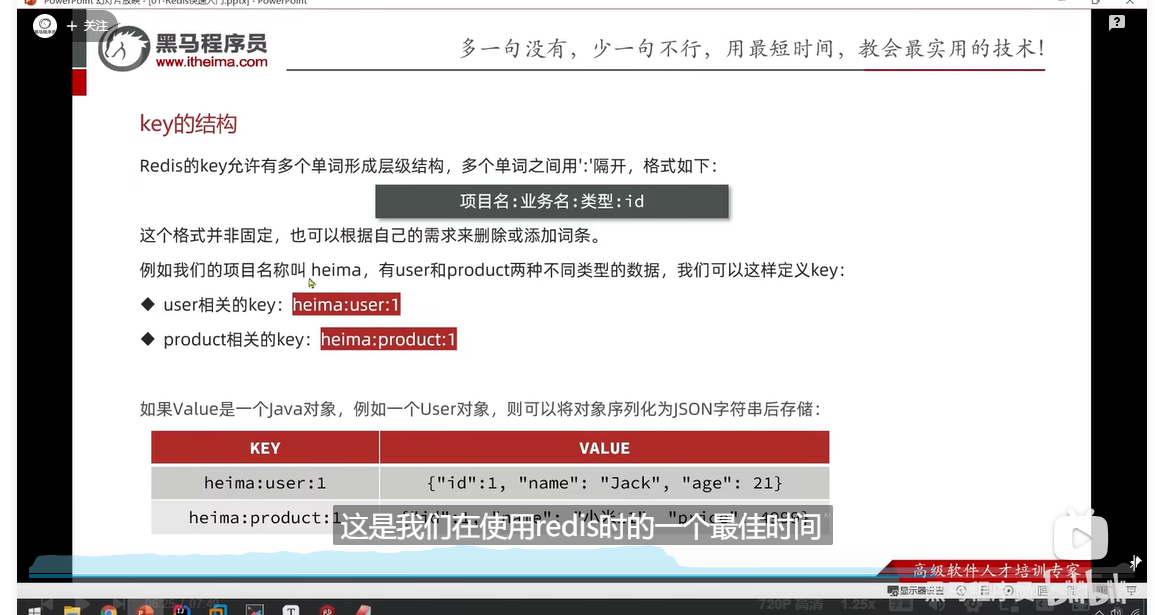 PowerPoint 幻灯片放映 - [01-Redis快速入门.pptx] - PowerPoint
+ 关注
黑马程序员
www.itheima.com
多一句没有，少一句不行，用最短时间，教会最实用的技术！
key的结构
Redis的key允许有多个单词形成层级结构，多个单词之间用':'隔开，格式如下：
项目名:业务名:类型:id
这个格式并非固定，也可以根据自己的需求来删除或添加词条。
例如我们的项目名称叫 heima，有user和product两种不同类型的数据，我们可以这样定义key：
◆ user相关的key：heima:user:1
◆ product相关的key：heima:product:1
如果Value是一个Java对象，例如一个User对象，则可以将对象序列化为JSON字符串后存储：
KEY VALUE
heima:user:1 {"id":1, "name": "Jack", "age": 21}
heima:product:1
这是我们在使用redis时的一个最佳时间
高级软件人才培训专家
显示器设置
bilibili
720P 高清 1.25x